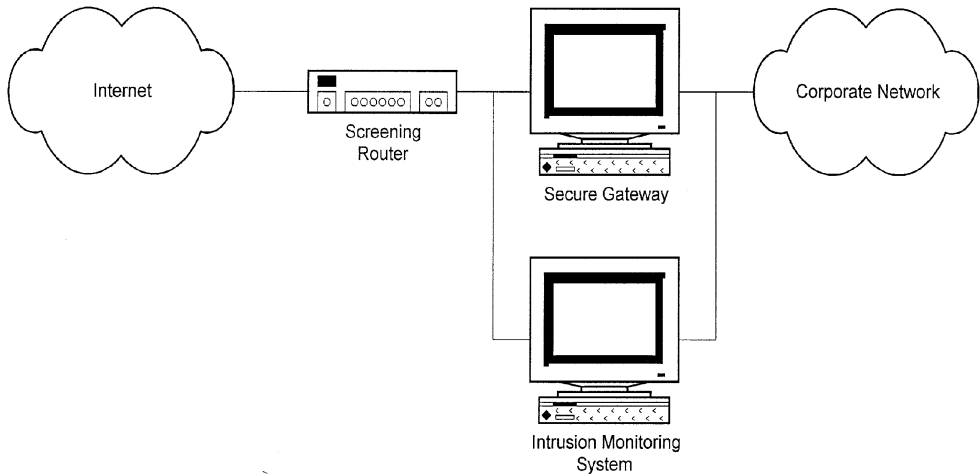 Internet
Screening
Router
Secure Gateway
Corporate Network
Intrusion Monitoring
System